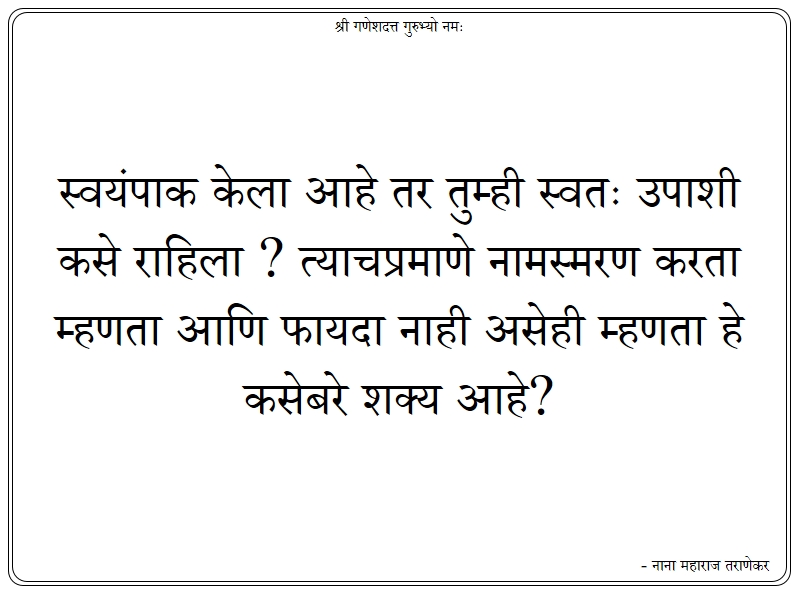 श्री गणेशदत्त गुरुभ्यो नमः
स्वयंपाक केला आहे तर तुम्ही स्वतः उपाशी
कसे राहिला ? त्याचप्रमाणे नामस्मरण करता
म्हणता आणि फायदा नाही असेही म्हणता हे
कसेबरे शक्य आहे?
- नाना महाराज तराणेकर